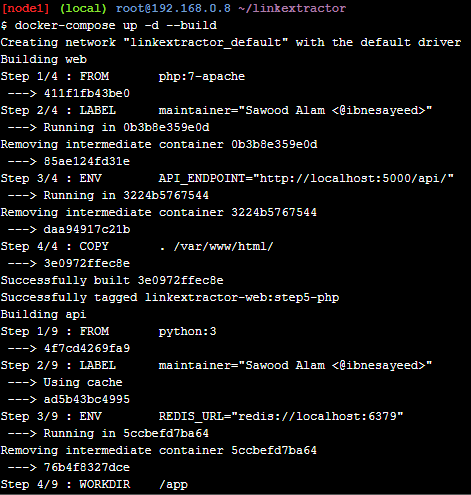 [node1] (local) root@192.168.0.8 ~/linkextractor
$ docker-compose up -d --build
Creating network "linkextractor_default" with the default driver
Building web
Step 1/4 : FROM php:7-apache
---> 411f1fb43be0
Step 2/4 : LABEL maintainer="Sawood Alam <@ibnesayeed>"
---> Running in 0b3b8e359e0d
Removing intermediate container 0b3b8e359e0d
---> 85ae124fd31e
Step 3/4 : ENV API_ENDPOINT="http://localhost:5000/api/"
---> Running in 3224b5767544
Removing intermediate container 3224b5767544
---> daa94917c21b
Step 4/4 : COPY . /var/www/html/
---> 3e0972ffec8e
Successfully built 3e0972ffec8e
Successfully tagged linkextractor-web:step5-php
Building api
Step 1/9 : FROM python:3
---> 4f7cd4269fa9
Step 2/9 : LABEL maintainer="Sawood Alam <@ibnesayeed>"
---> Using cache
---> ad5b43bc4995
Step 3/9 : ENV REDIS_URL="redis://localhost:6379"
---> Running in 5ccbefd7ba64
Removing intermediate container 5ccbefd7ba64
---> 76b4f8327dce
Step 4/9 : WORKDIR /app